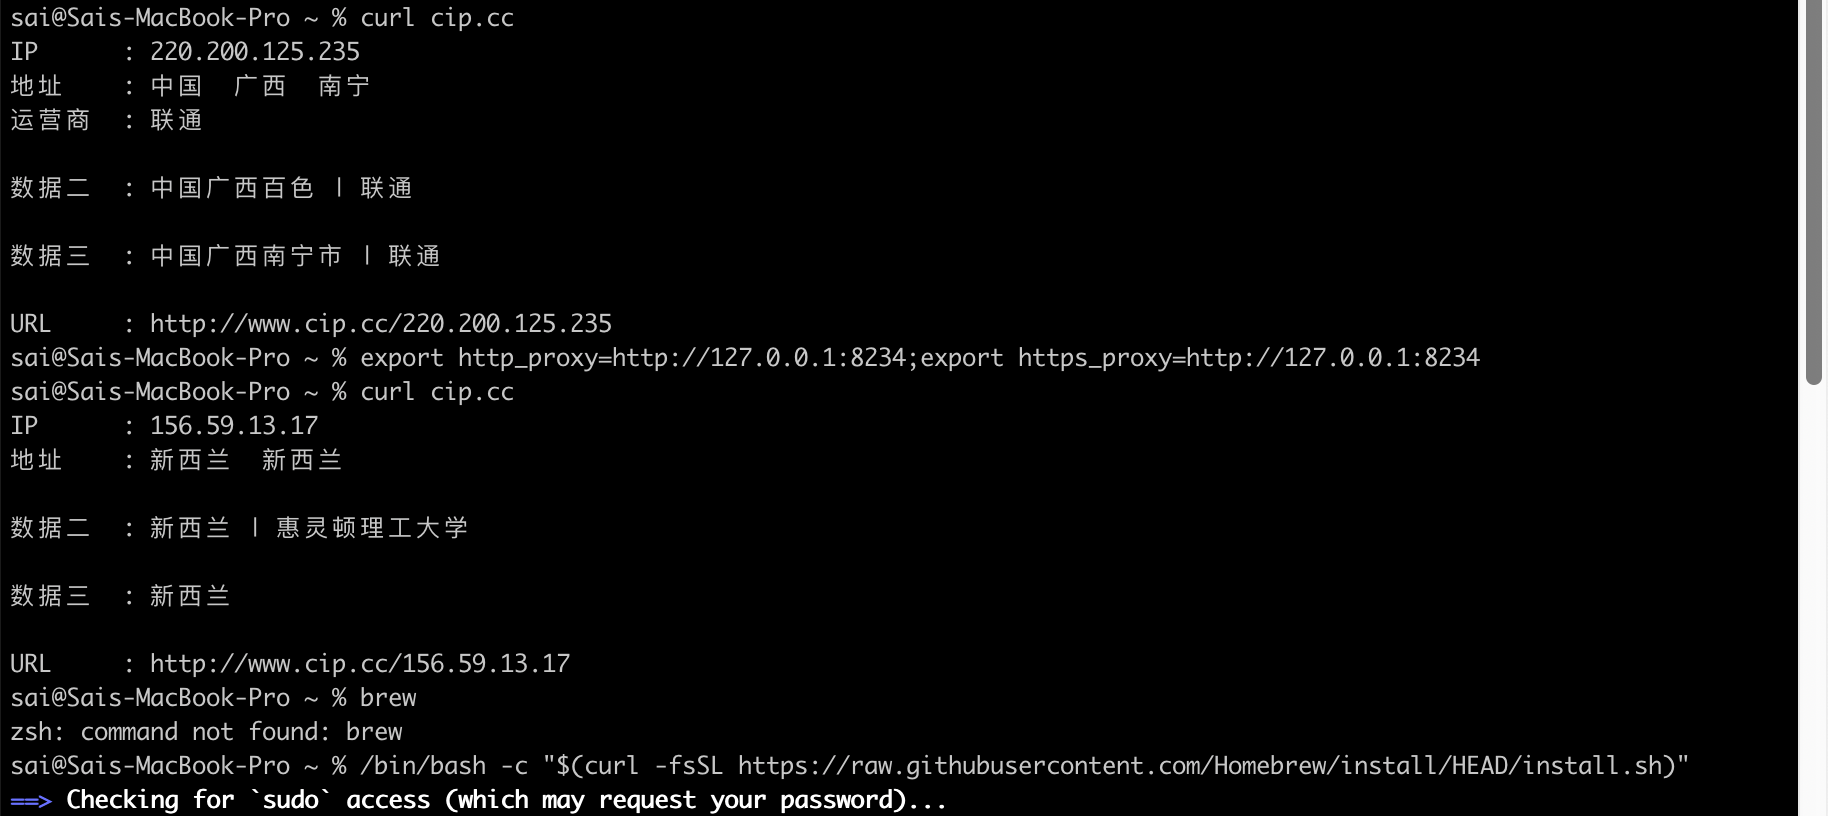 sai@Sais-MacBook-Pro ~ % curl cip.cc
IP      : 220.200.125.235
地址    : 中国  广西  南宁
运营商  : 联通
数据二  : 中国广西百色 | 联通
数据三  : 中国广西南宁市 | 联通
URL     : http://www.cip.cc/220.200.125.235
sai@Sais-MacBook-Pro ~ % export http_proxy=http://127.0.0.1:8234;export https_proxy=http://127.0.0.1:8234
sai@Sais-MacBook-Pro ~ % curl cip.cc
IP      : 156.59.13.17
地址    : 新西兰  新西兰
数据二  : 新西兰 | 惠灵顿理工大学
数据三  : 新西兰
URL     : http://www.cip.cc/156.59.13.17
sai@Sais-MacBook-Pro ~ % brew
zsh: command not found: brew
sai@Sais-MacBook-Pro ~ % /bin/bash -c "$(curl -fsSL https://raw.githubusercontent.com/Homebrew/install/HEAD/install.sh)"
==> Checking for `sudo` access (which may request your password)...